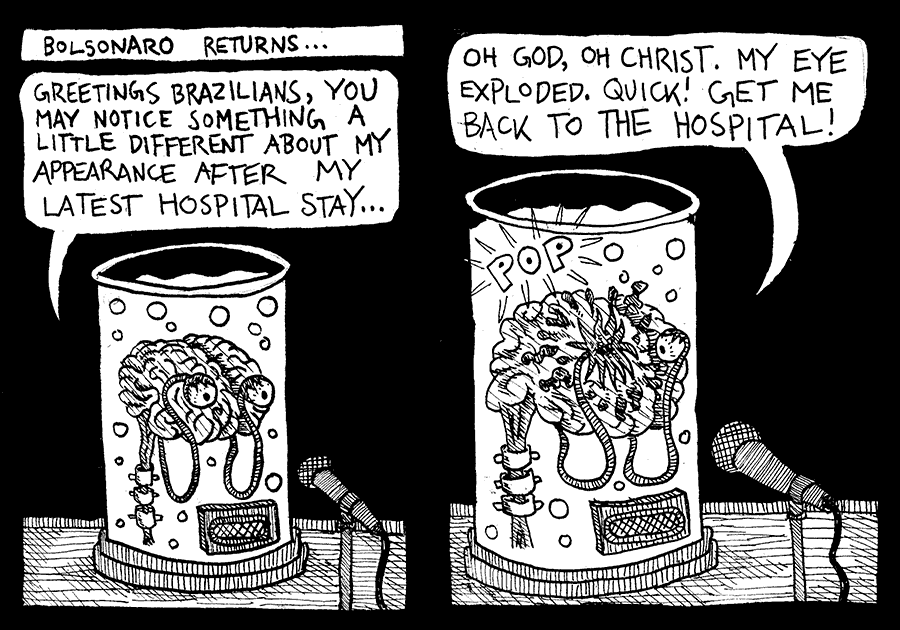 BOLSONARO RETURNS...
GREETINGS BRAZILIANS, YOU
MAY NOTICE SOMETHING A
LITTLE DIFFERENT ABOUT MY
APPEARANCE AFTER MY
LATEST HOSPITAL STAY...
OH GOD, OH CHRIST. MY EYE
EXPLODED. QUICK! GET ME
BACK TO THE HOSPITAL!
POP